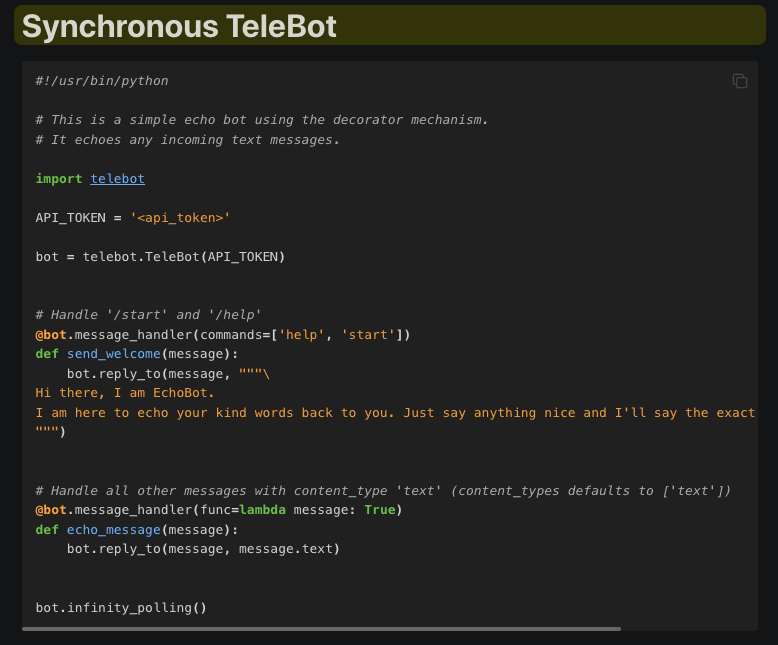 Synchronous TeleBot
#!/usr/bin/python
# This is a simple echo bot using the decorator mechanism.
# It echoes any incoming text messages.
import telebot
API_TOKEN = '<api_token>'
bot = telebot.TeleBot(API_TOKEN)
# Handle '/start' and '/help'
@bot.message_handler(commands=['help', 'start'])
def send_welcome(message):
    bot.reply_to(message, """\
Hi there, I am EchoBot.
I am here to echo your kind words back to you. Just say anything nice and I'll say the exact
""")
# Handle all other messages with content_type 'text' (content_types defaults to ['text'])
@bot.message_handler(func=lambda message: True)
def echo_message(message):
    bot.reply_to(message, message.text)
bot.infinity_polling()